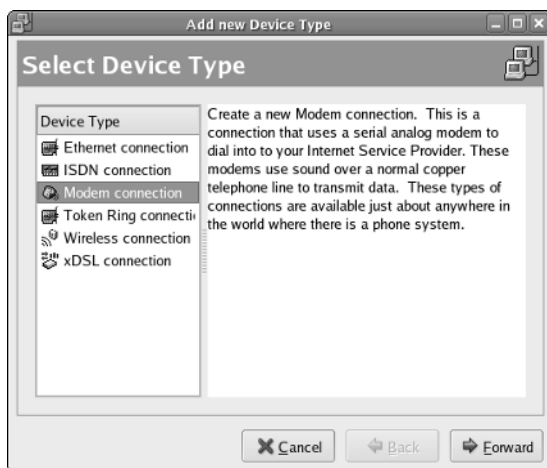 Add new Device Type
Select Device Type
Device Type
Ethernet connection
ISDN connection
Modem connection
Token Ring connecti
Wireless connection
xDSL connection
Create a new Modem connection.  This is a
connection that uses a serial analog modem to
dial into to your Internet Service Provider. These
modems use sound over a normal copper
telephone line to transmit data.  These types of
connections are available just about anywhere in
the world where there is a phone system.
Cancel
Back
Forward